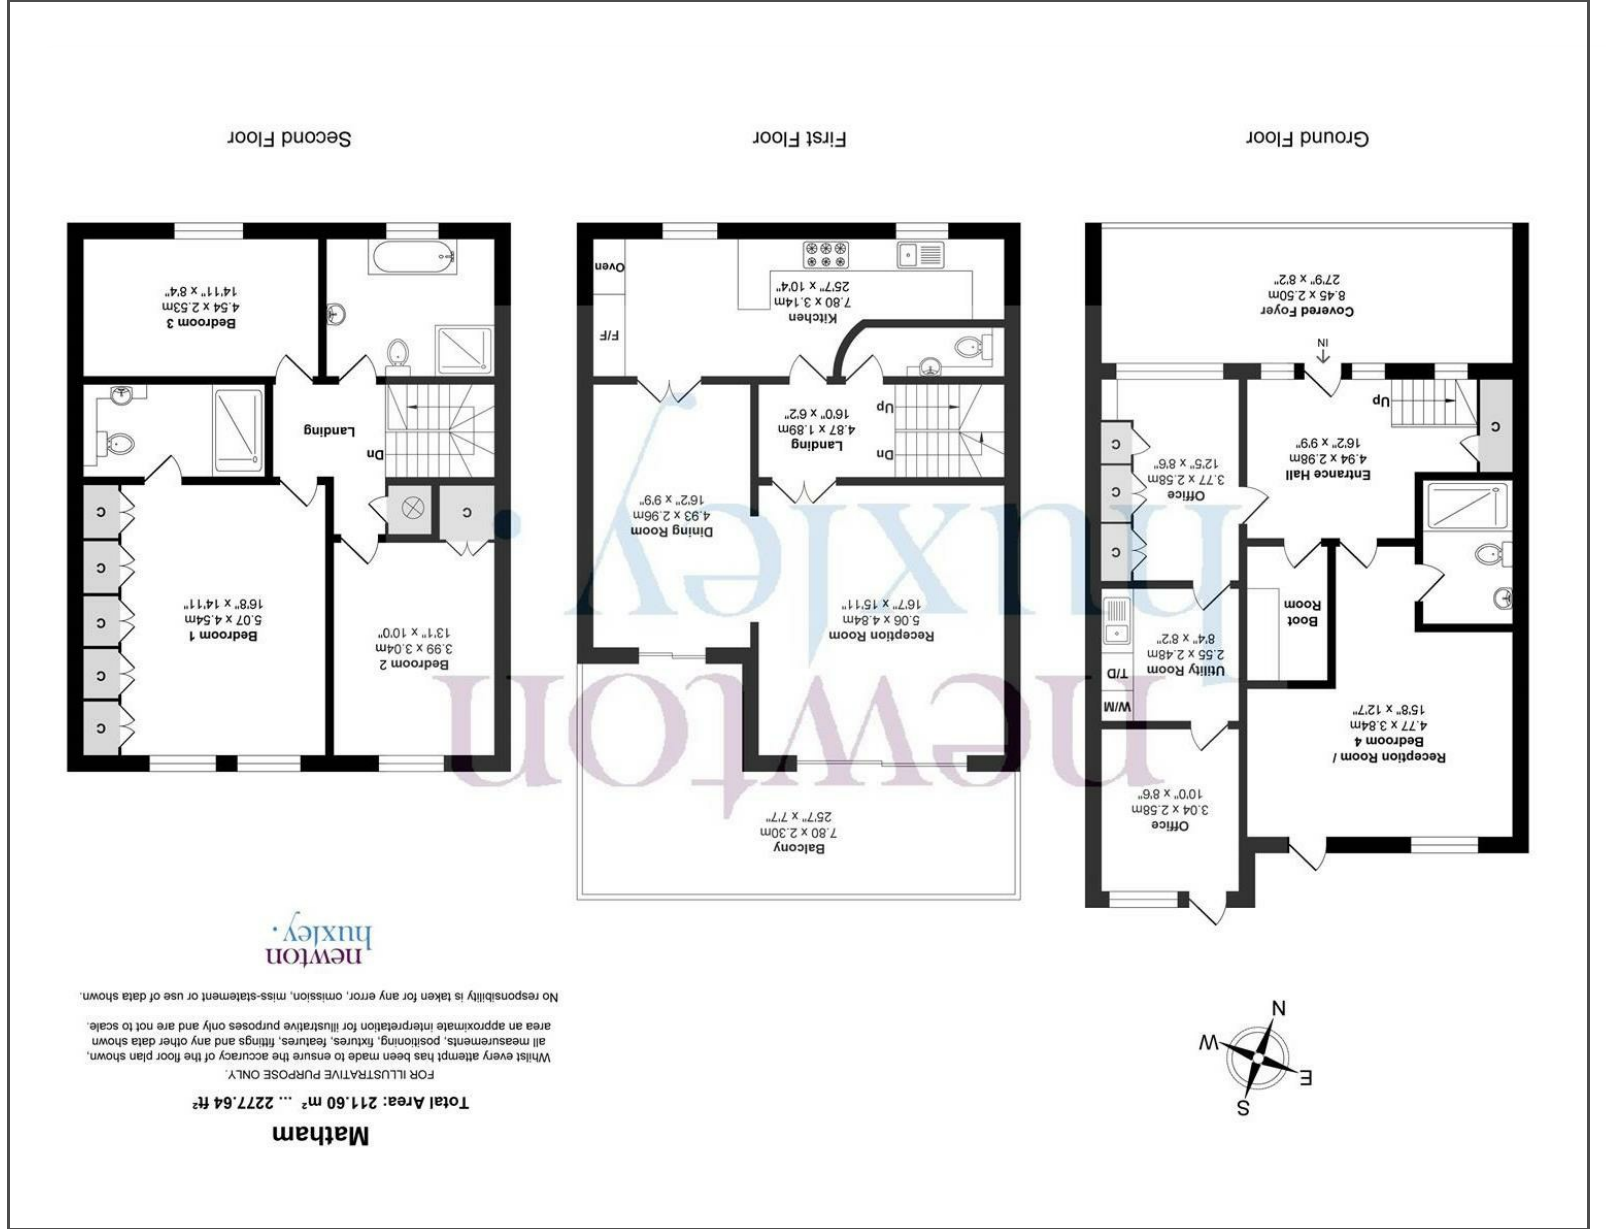 Matham
Total Area: 211.60 m² ... 2277.64 ft²
FOR ILLUSTRATIVE PURPOSE ONLY.
Whilst every attempt has been made to ensure the accuracy of the floor plan shown,
all measurements, positioning, fixtures, features, fittings and any other data shown
area an approximate interpretation for illustrative purposes only and are not to scale.
No responsibility is taken for any error, omission, miss-statement or use of data shown.
newton
huxley.
S
E
W
N
newton
huxley.
Office
3.04 x 2.58m
10'0" x 8'6"
Reception Room /
Bedroom 4
4.77 x 3.84m
15'8" x 12'7"
W/M
T/D
Utility Room
2.55 x 2.48m
8'4" x 8'2"
Boot
Room
C
C
C
Office
3.77 x 2.58m
12'5" x 8'6"
Entrance Hall
4.94 x 2.98m
16'2" x 9'9"
C
Up
IN
Covered Foyer
8.45 x 2.50m
27'9" x 8'2"
Ground Floor
Balcony
7.80 x 2.30m
25'7" x 7'7"
Reception Room
5.06 x 4.84m
16'7" x 15'11"
Dining Room
4.93 x 2.96m
16'2" x 9'9"
Dn
Up
Landing
4.87 x 1.89m
16'0" x 6'2"
F/F
Oven
Kitchen
7.80 x 3.14m
25'7" x 10'4"
First Floor
Bedroom 2
3.99 x 3.04m
13'1" x 10'0"
Bedroom 1
5.07 x 4.54m
16'8" x 14'11"
C
C
C
C
C
C
Dn
Landing
Bedroom 3
4.54 x 2.53m
14'11" x 8'4"
Second Floor